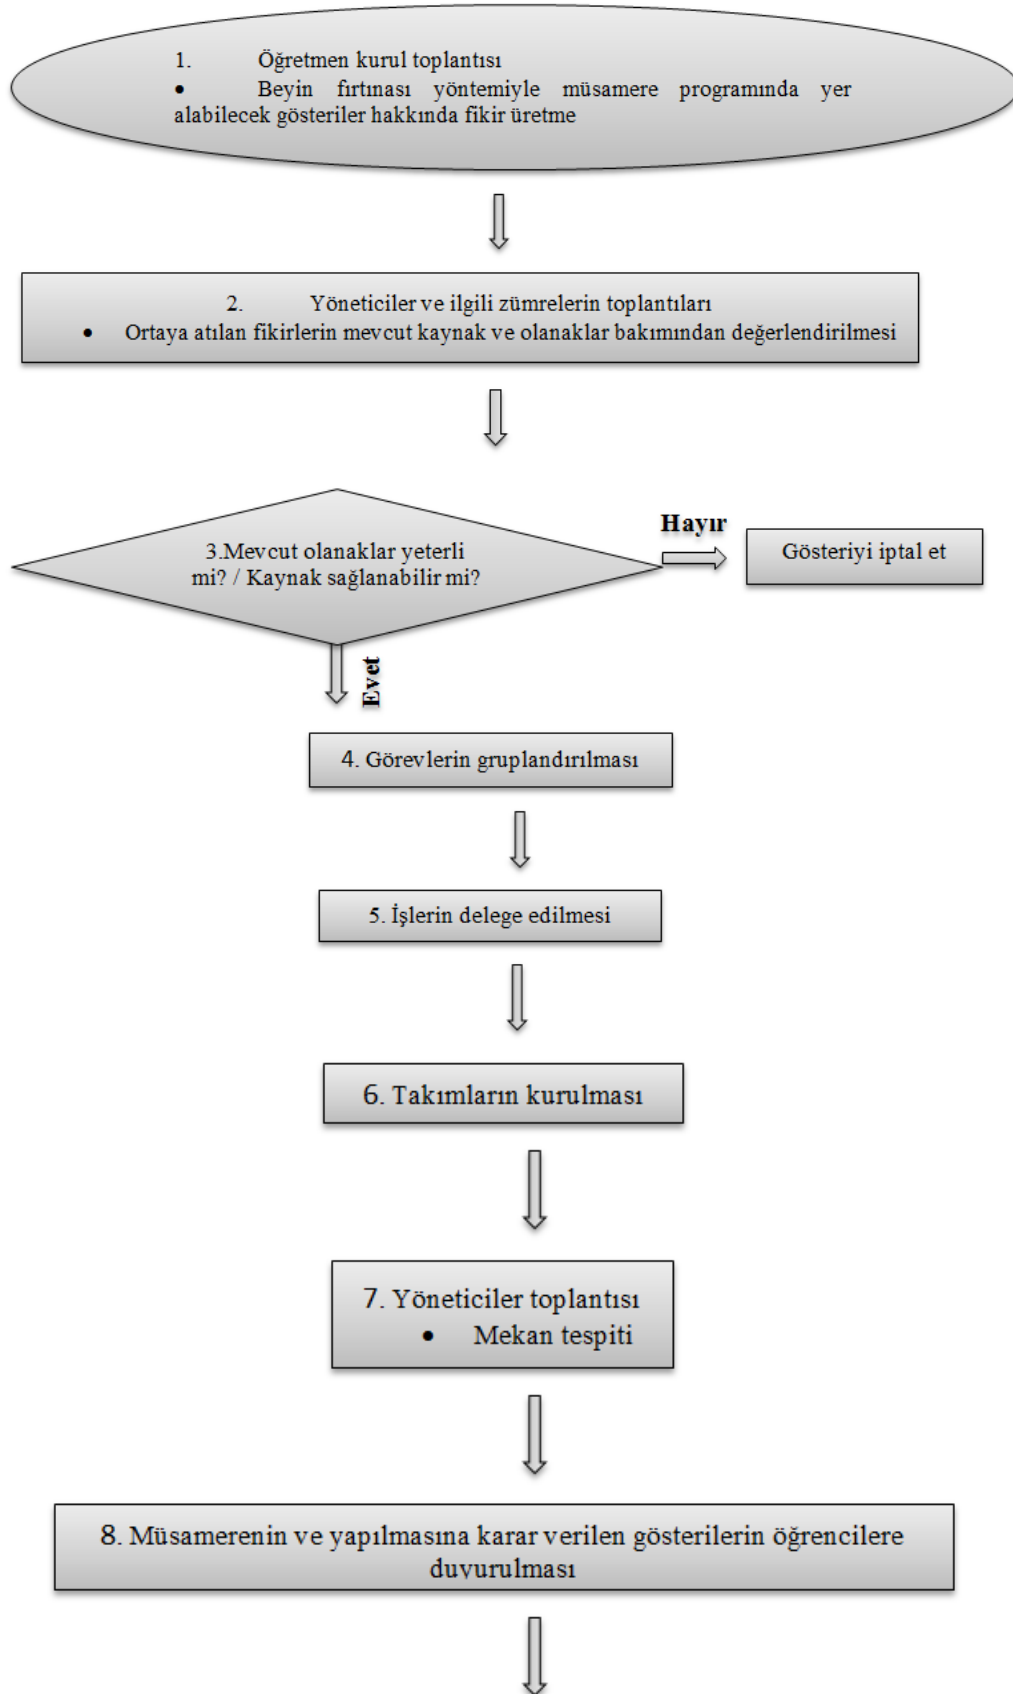 1. Öğretmen kurul toplantısı
• Beyin fırtınası yöntemiyle müsamere programında yer
alabilecek gösteriler hakkında fikir üretme
2. Yöneticiler ve ilgili zümrelerin toplantıları
• Ortaya atılan fikirlerin mevcut kaynak ve olanaklar bakımından değerlendirilmesi
3.Mevcut olanaklar yeterli
mi? / Kaynak sağlanabilir mi?
Hayır
Gösteriyi iptal et
Evet
4. Görevlerin gruplandırılması
5. İşlerin delege edilmesi
6. Takımların kurulması
7. Yöneticiler toplantısı
• Mekan tespiti
8. Müsamerenin ve yapılmasına karar verilen gösterilerin öğrencilere
duyurulması